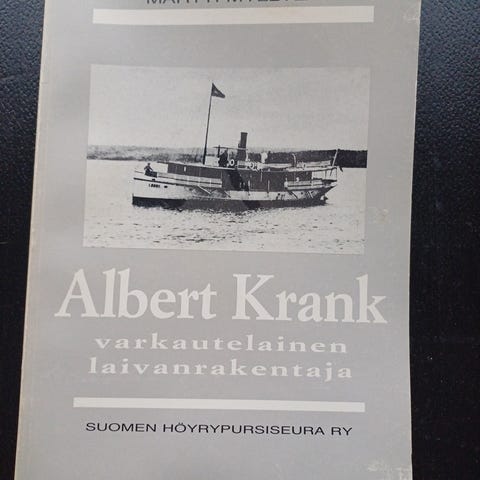 Albert Krank
varkautelainen
laivanrakentaja
SUOMEN HÖYRYPURSISEURA RY